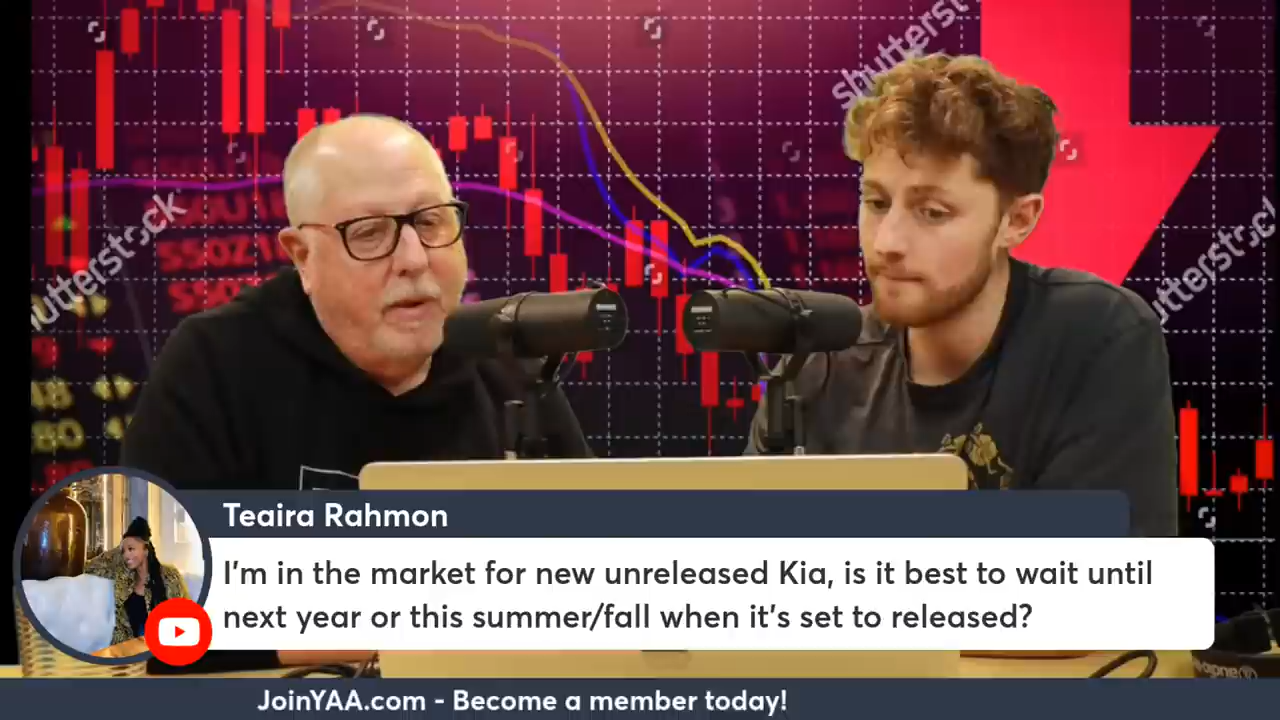 shutterstock
shutterstock
Teaira Rahmon
I'm in the market for new unreleased Kia, is it best to wait until
next year or this summer/fall when it's set to released?
JoinYAA.com - Become a member today!